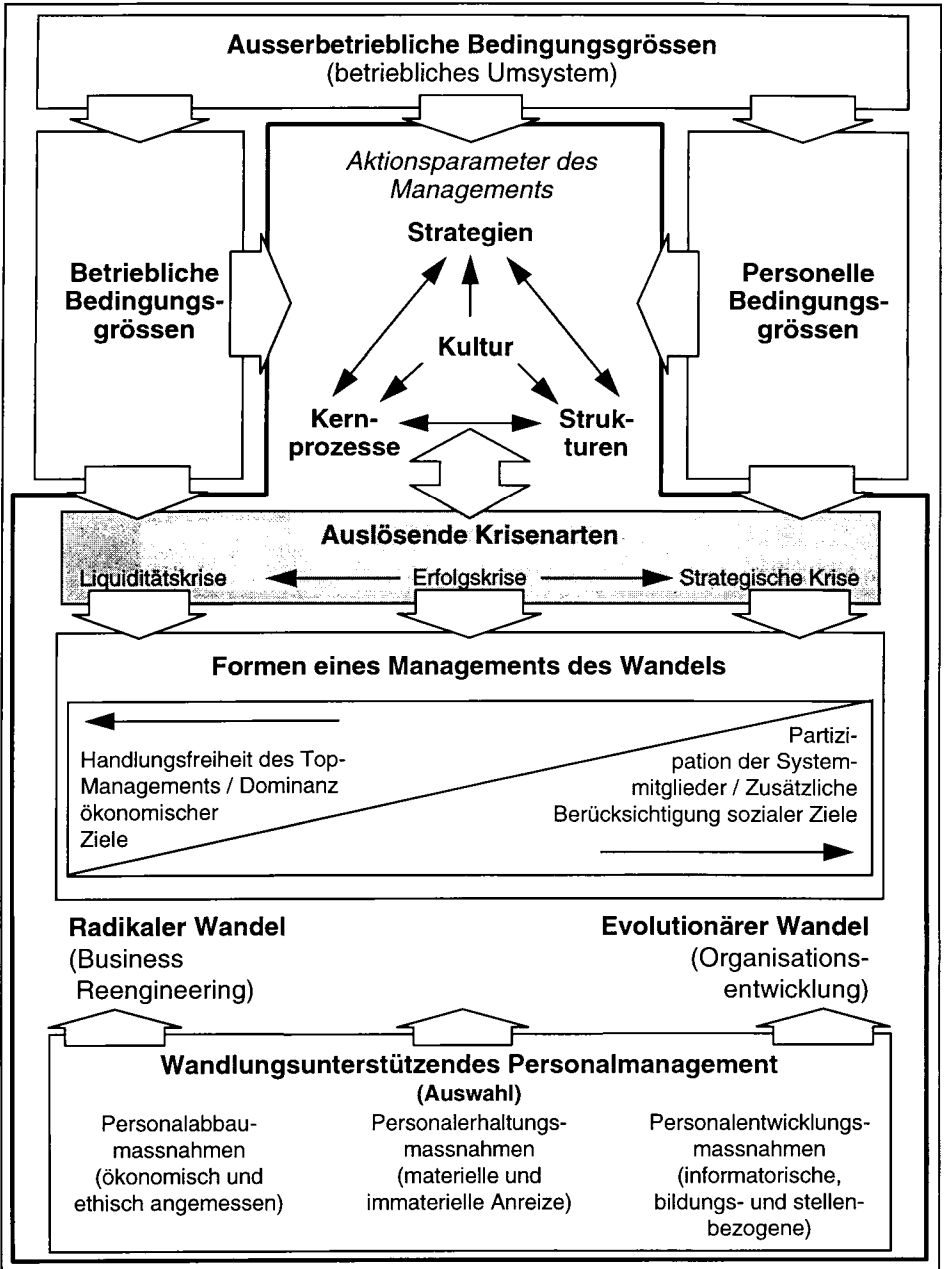 Ausserbetriebliche Bedingungsgrössen
(betriebliches Umsystem)
Aktionsparameter des
Managements
Strategien
Betriebliche
Bedingungs-
grössen
Personelle
Bedingungs-
grössen
Kultur
Kern-
prozesse
Struk-
turen
Auslösende Krisenarten
Liquiditätskrise
Erfolgskrise
Strategische Krise
Formen eines Managements des Wandels
Handlungsfreiheit des Top-
Managements / Dominanz
ökonomischer
Ziele
Partizi-
pation der System-
mitglieder / Zusätzliche
Berücksichtigung sozialer Ziele
Radikaler Wandel
(Business
Reengineering)
Evolutionärer Wandel
(Organisations-
entwicklung)
Wandlungsunterstützendes Personalmanagement
(Auswahl)
Personalabbau-
massnahmen
(ökonomisch und
ethisch angemessen)
Personalerhaltungs-
massnahmen
(materielle und
immaterielle Anreize)
Personalentwicklungs-
massnahmen
(informatorische,
bildungs- und stellen-
bezogene)